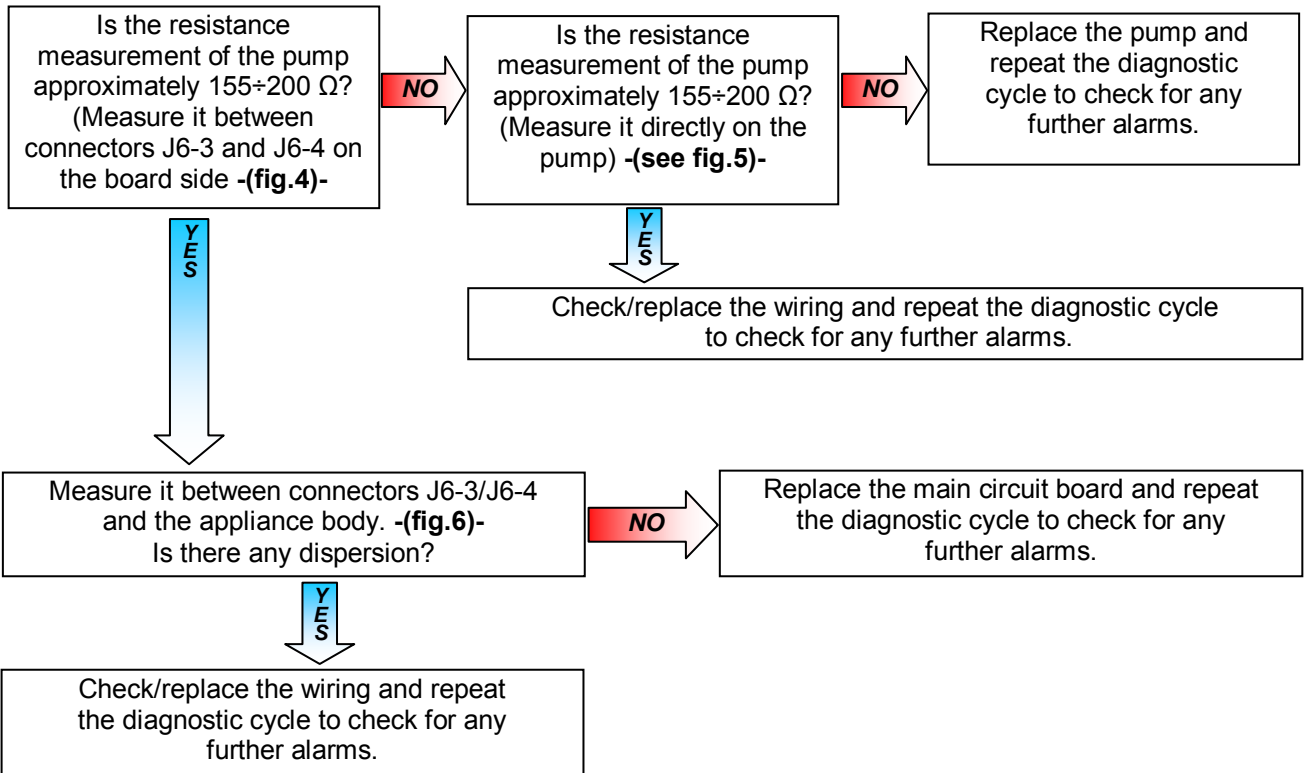 Is the resistance
measurement of the pump
approximately 155÷200 Ω?
(Measure it between
connectors J6-3 and J6-4 on
the board side -(fig.4)-
NO
Is the resistance
measurement of the pump
approximately 155÷200 Ω?
(Measure it directly on the
pump) -(see fig.5)-
NO
Replace the pump and
repeat the diagnostic
cycle to check for any
further alarms.
YES
YES
Check/replace the wiring and repeat the diagnostic cycle
to check for any further alarms.
Measure it between connectors J6-3/J6-4
and the appliance body. -(fig.6)-
Is there any dispersion?
NO
Replace the main circuit board and repeat
the diagnostic cycle to check for any
further alarms.
YES
Check/replace the wiring and repeat
the diagnostic cycle to check for any
further alarms.